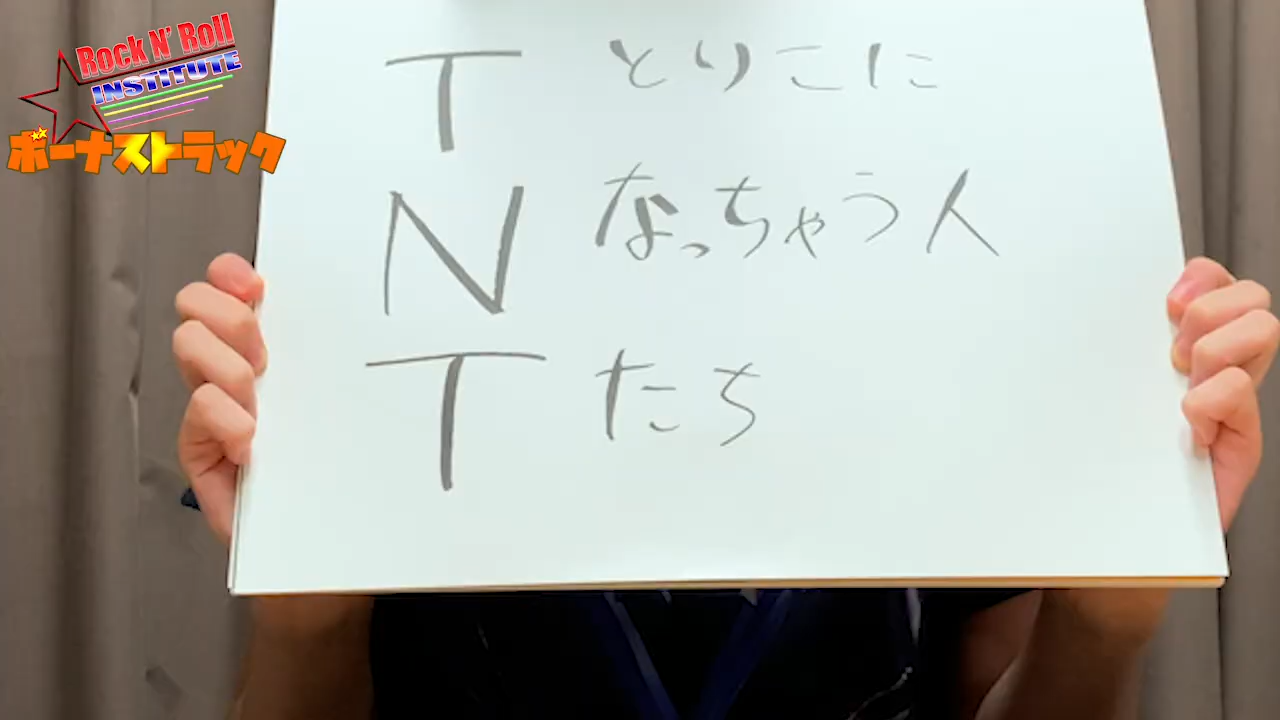 Rock N' Roll
INSTITUTE
ボーナストラック
T とりこに
N なっちゃう人
T たち